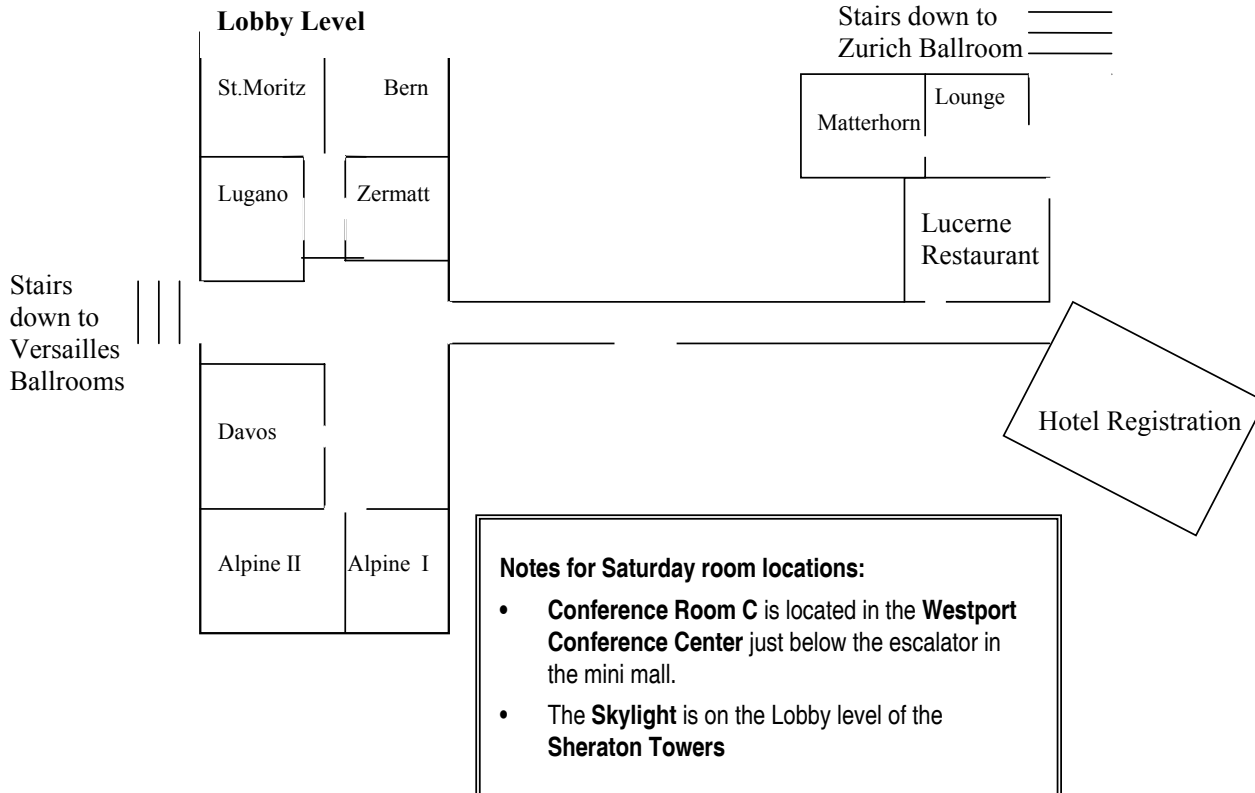 Lobby Level
Stairs down to
Zurich Ballroom
St.Moritz
Bern
Lounge
Matterhorn
Lugano
Zermatt
Lucerne
Restaurant
Stairs
down to
Versailles
Ballrooms
Davos
Hotel Registration
Alpine II
Alpine I
Notes for Saturday room locations:
• Conference Room C is located in the Westport
Conference Center just below the escalator in
the mini mall.
• The Skylight is on the Lobby level of the
Sheraton Towers